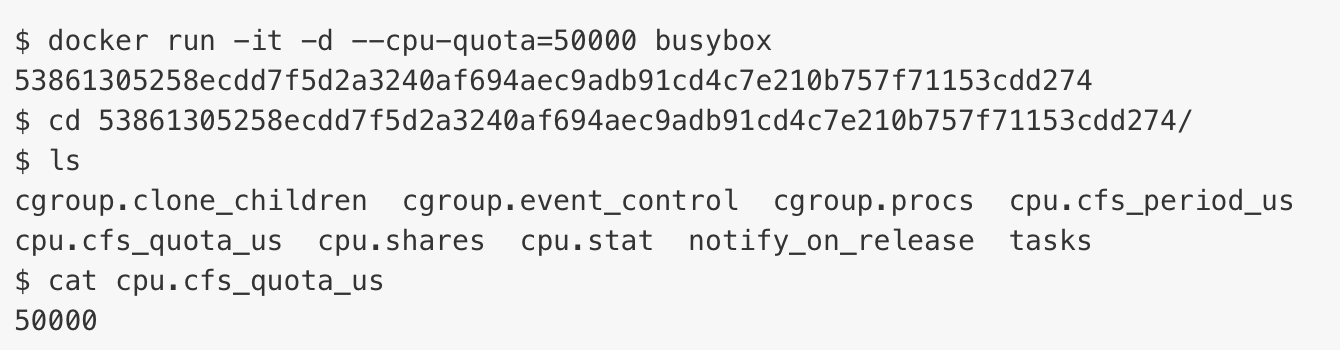 $ docker run -it -d --cpu-quota=50000 busybox
53861305258ecdd7f5d2a3240af694aec9adb91cd4c7e210b757f71153cdd274
$ cd 53861305258ecdd7f5d2a3240af694aec9adb91cd4c7e210b757f71153cdd274/
$ ls
cgroup.clone_children  cgroup.event_control  cgroup.procs  cpu.cfs_period_us
cpu.cfs_quota_us  cpu.shares  cpu.stat  notify_on_release  tasks
$ cat cpu.cfs_quota_us
50000